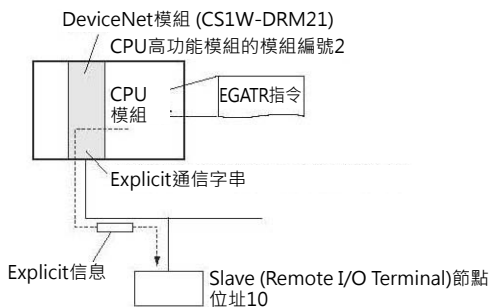 DeviceNet模組 (CS1W-DRM21)
CPU高功能模組的模組編號2
CPU
模組
EGATR指令
Explicit通信字串
Explicit信息
Slave (Remote I/O Terminal)節點
位址10